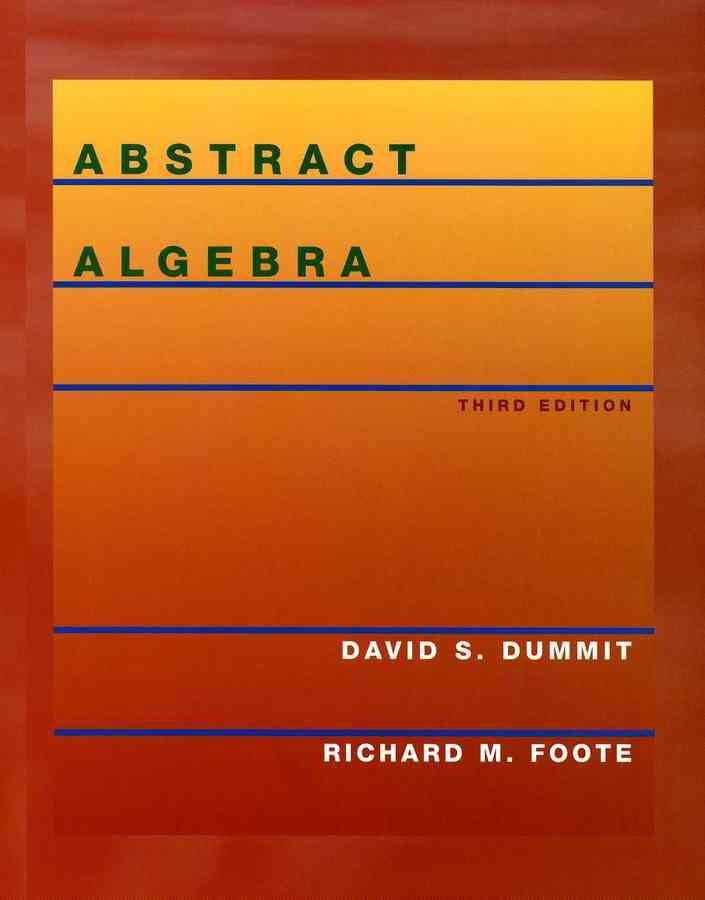 ABSTRACT
ALGEBRA
THIRD EDITION
DAVID S. DUMMIT
RICHARD M. FOOTE